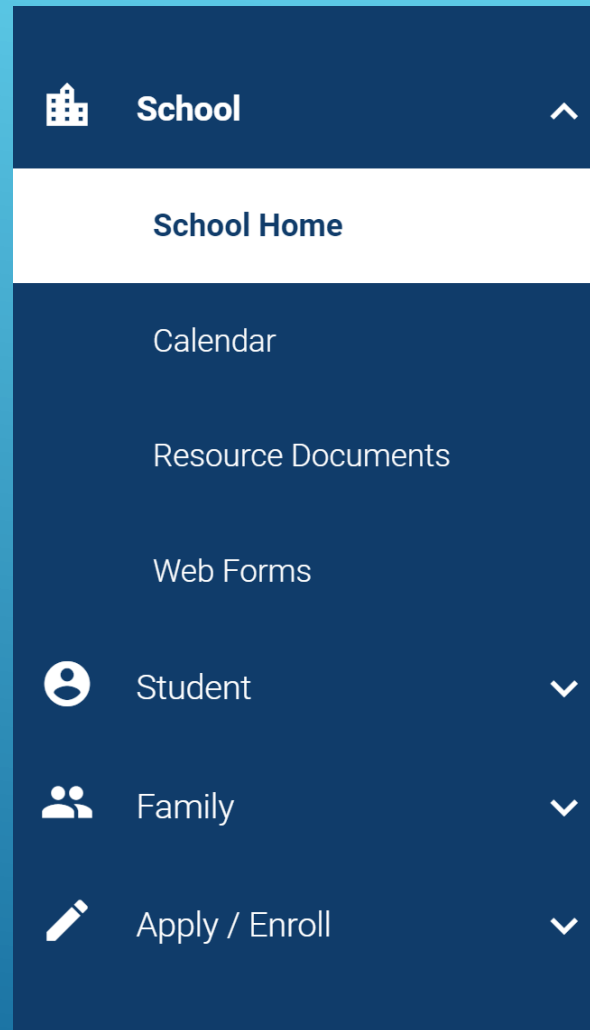 School
School Home
Calendar
Resource Documents
Web Forms
Student
Family
Apply / Enroll